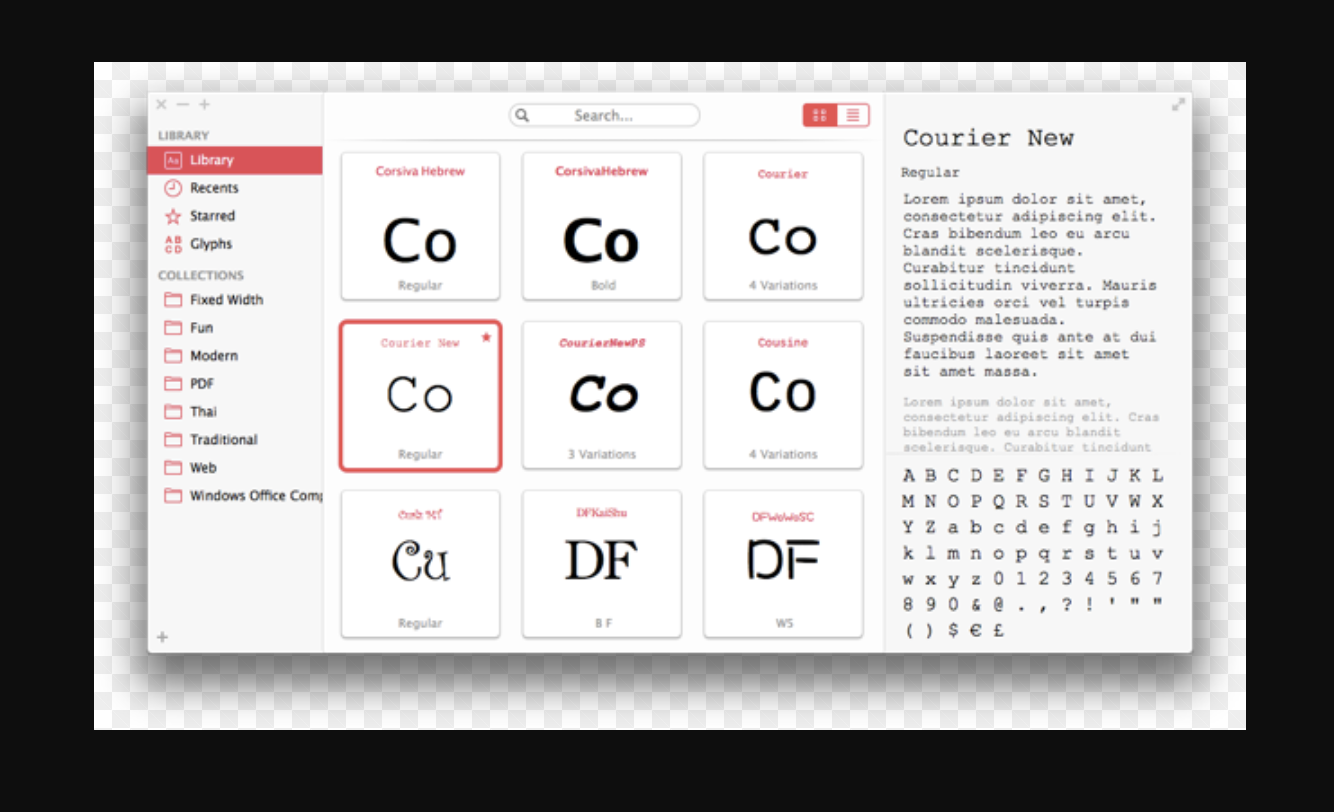 LIBRARY
Library
Recents
Starred
Glyphs
COLLECTIONS
Fixed Width
Fun
Modern
PDF
Thai
Traditional
Web
Windows Office Comp
Search...
Corsiva Hebrew
Co
Regular
CorsivaHebrew
Co
Bold
Courier
Co
4 Variations
Courier New
Co
Regular
CourierNewPS
Co
3 Variations
Cousine
Co
4 Variations
Cu
Regular
DFKaiShu
DF
B F
DFWaWaSC
DF
W5
Courier New
Regular
Lorem ipsum dolor sit amet,
consectetur adipiscing elit.
Cras bibendum leo eu arcu
blandit scelerisque.
Curabitur tincidunt
sollicitudin viverra. Mauris
ultricies orci vel turpis
commodo malesuada.
Suspendisse quis ante at dui
faucibus laoreet sit amet
sit amet massa.
Lorem ipsum dolor sit amet,
consectetur adipiscing elit. Cras
bibendum leo eu arcu blandit
scelerisque. Curabitur tincidunt
A B C D E F G H I J K L
M N O P Q R S T U V W X
Y Z a b c d e f g h i j
k l m n o p q r s t u v
w x y z 0 1 2 3 4 5 6 7
8 9 0 & @ . , ? ! ' " "
( ) $ € £